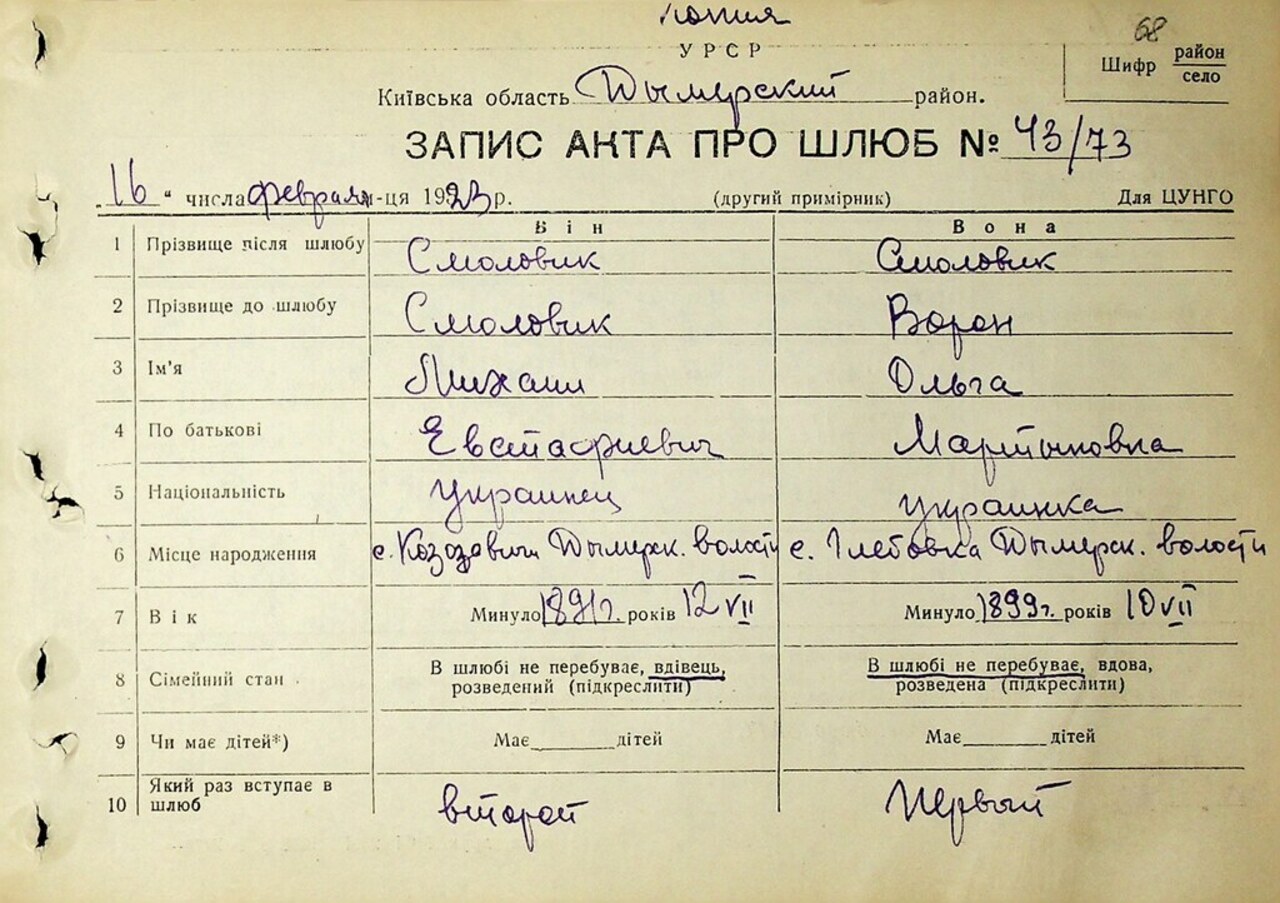 Копия
68
УРСР
Шифр район село
Київська область Дымерский район.
ЗАПИС АКТА ПРО ШЛЮБ № 43/73
"16" числа февраля м-ця 1923 р. (другий примірник) Для ЦУНГО
Він Вона
1 Прізвище після шлюбу Смоловик Смоловик
2 Прізвище до шлюбу Смоловик Ворон
3 Ім'я Михаил Ольга
4 По батькові Евстафиевич Мартыновна
5 Національність украинец украинка
6 Місце народження с. Козаровичи Дымерск. волости с. Глебовка Дымерск. волости
7 Вік Минуло 1891г. років 12 VII Минуло 1899г. років 10 VII
8 Сімейний стан В шлюбі не перебуває, вдівець, В шлюбі не перебуває, вдова,
розведений (підкреслити) розведена (підкреслити)
9 Чи має дітей*) Має дітей Має дітей
10 Який раз вступає в
шлюб второй Первый